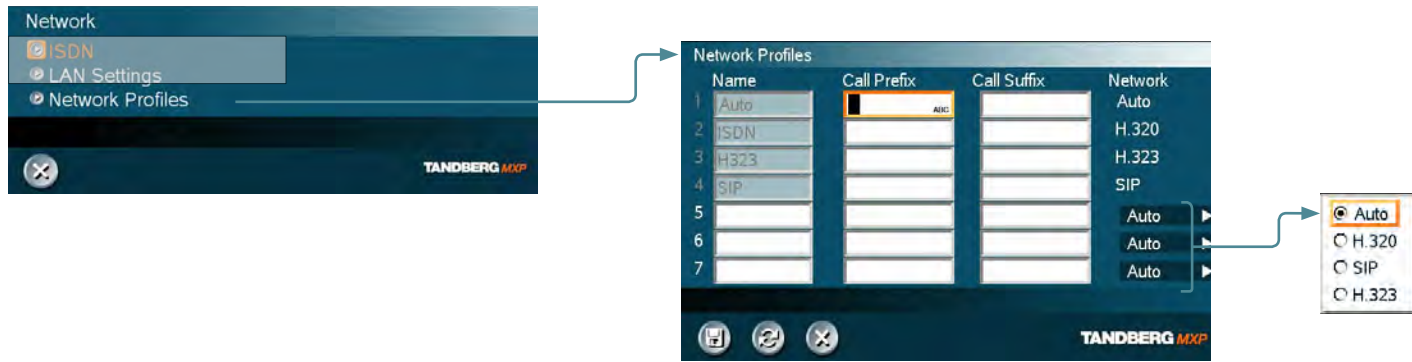 Network
ISDN
LAN Settings
Network Profiles
TANDBERG MXP
Network Profiles
Name Call Prefix Call Suffix Network
1 Auto ABC Auto
2 ISDN H.320
3 H323 H.323
4 SIP SIP
5 Auto
6 Auto
7 Auto
TANDBERG MXP
Auto
H.320
SIP
H.323